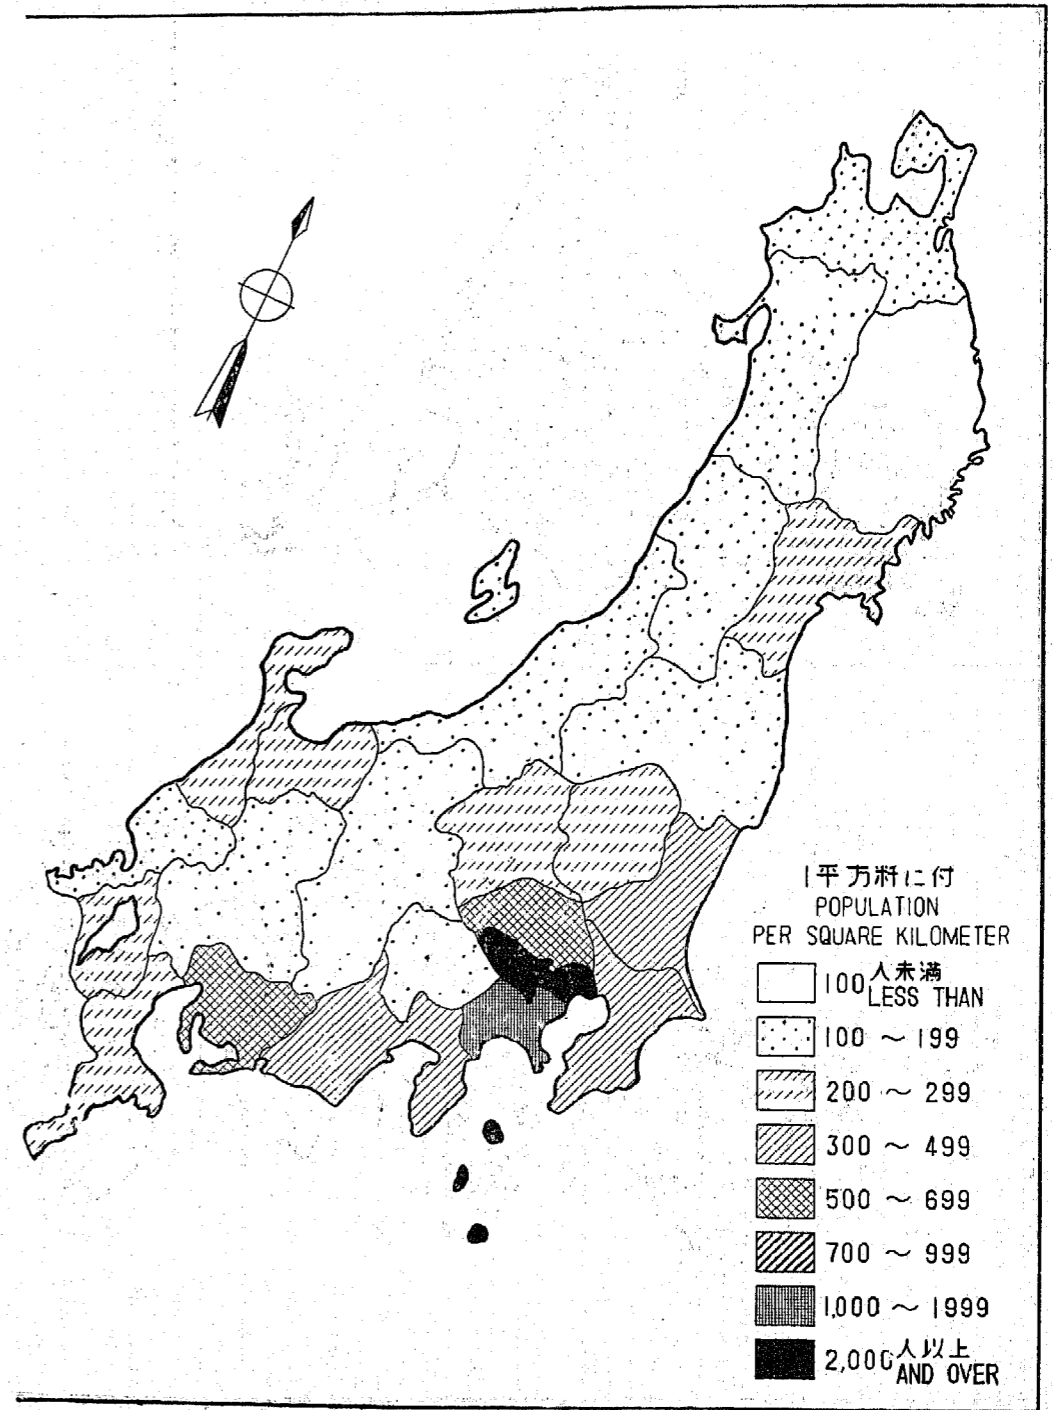 1平方粁に付
POPULATION
PER SQUARE KILOMETER
100人未満
LESS THAN
100 ～ 199
200 ～ 299
300 ～ 499
500 ～ 699
700 ～ 999
1,000 ～ 1999
2,000人以上
AND OVER